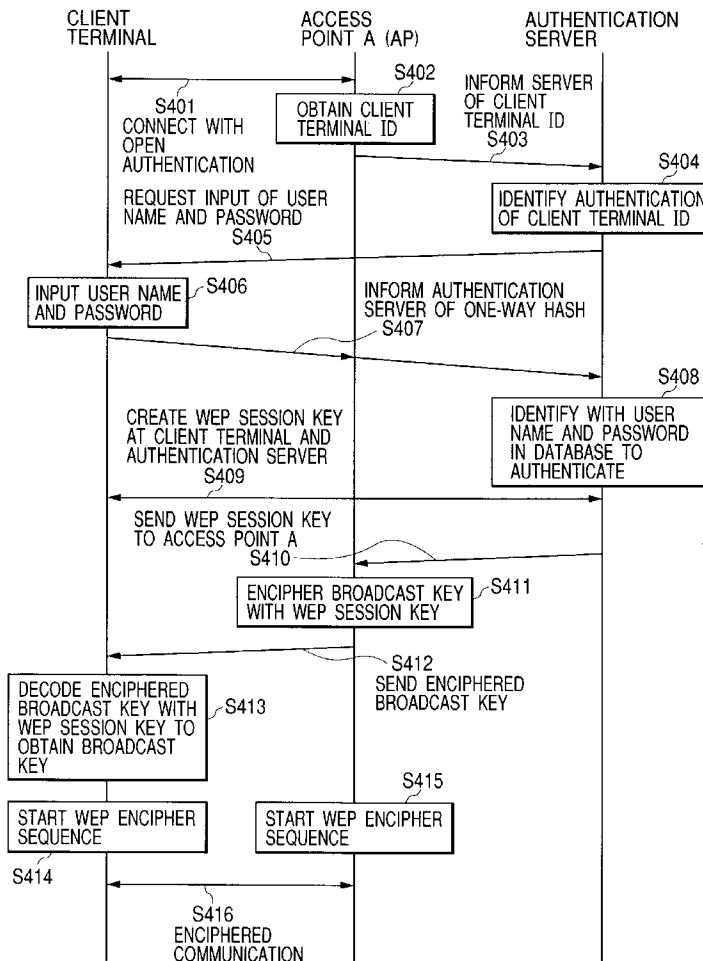 CLIENT
TERMINAL
ACCESS
POINT A (AP)
AUTHENTICATION
SERVER
S401
CONNECT WITH
OPEN
AUTHENTICATION
S402
OBTAIN CLIENT
TERMINAL ID
INFORM SERVER
OF CLIENT
TERMINAL ID
S403
S404
IDENTIFY AUTHENTICATION
OF CLIENT TERMINAL ID
REQUEST INPUT OF USER
NAME AND PASSWORD
S405
INPUT USER NAME
AND PASSWORD
S406
INFORM AUTHENTICATION
SERVER OF ONE-WAY HASH
S407
S408
IDENTIFY WITH USER
NAME AND PASSWORD
IN DATABASE TO
AUTHENTICATE
CREATE WEP SESSION KEY
AT CLIENT TERMINAL AND
AUTHENTICATION SERVER
S409
SEND WEP SESSION KEY
TO ACCESS POINT A
S410
ENCIPHER BROADCAST KEY
WITH WEP SESSION KEY
S411
S412
SEND ENCIPHERED
BROADCAST KEY
DECODE ENCIPHERED
BROADCAST KEY WITH
WEP SESSION KEY TO
OBTAIN BROADCAST
KEY
S413
START WEP ENCIPHER
SEQUENCE
S414
S415
START WEP ENCIPHER
SEQUENCE
S416
ENCIPHERED
COMMUNICATION